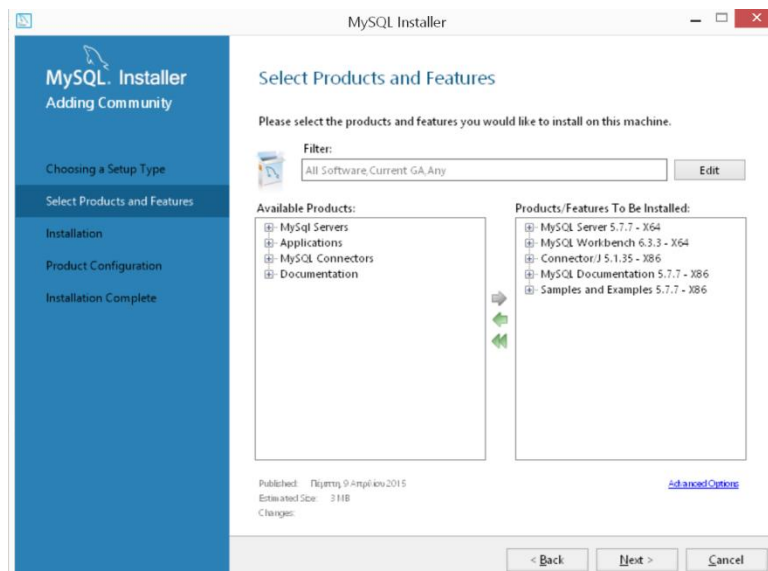 MySQL Installer
MySQL. Installer
Adding Community
Choosing a Setup Type
Select Products and Features
Installation
Product Configuration
Installation Complete
Select Products and Features
Please select the products and features you would like to install on this machine.
Filter:
All Software,Current GA,Any
Edit
Available Products:
MySql Servers
Applications
MySQL Connectors
Documentation
Products/Features To Be Installed:
MySQL Server 5.7.7 - X64
MySQL Workbench 6.3.3 - X64
Connector/J 5.1.35 - X86
MySQL Documentation 5.7.7 - X86
Samples and Examples 5.7.7 - X86
Published: Πέμπτη, 9 Απριλίου 2015
Estimated Size: 3 MB
Changes:
Advanced Options
< Back
Next >
Cancel